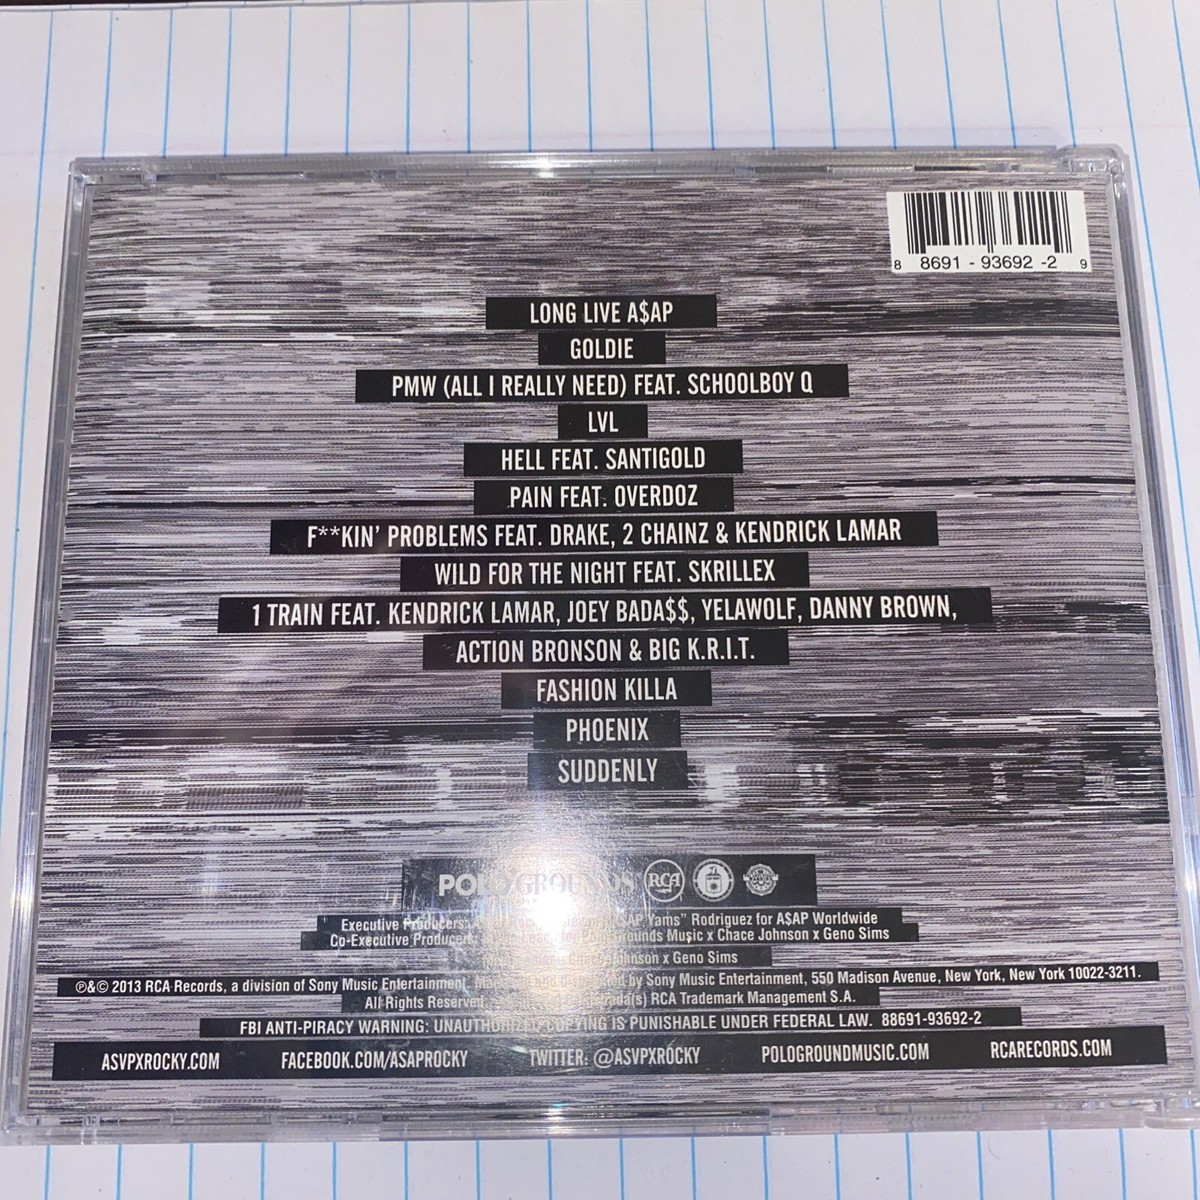 8 8691 - 93692 -2 9
LONG LIVE A$AP
GOLDIE
PMW (ALL I REALLY NEED) FEAT. SCHOOLBOY Q
LVL
HELL FEAT. SANTIGOLD
PAIN FEAT. OVERDOZ
F**KIN' PROBLEMS FEAT. DRAKE, 2 CHAINZ & KENDRICK LAMAR
WILD FOR THE NIGHT FEAT. SKRILLEX
1 TRAIN FEAT. KENDRICK LAMAR, JOEY BADA$$, YELAWOLF, DANNY BROWN,
ACTION BRONSON & BIG K.R.I.T.
FASHION KILLA
PHOENIX
SUDDENLY
POLO GROUNDS RCA
Executive Producers: Yams" Rodriguez for A$AP Worldwide
Co-Executive Producers: Polo Grounds Music x Chace Johnson x Geno Sims
Johnson x Geno Sims
℗&© 2013 RCA Records, a division of Sony Music Entertainment. by Sony Music Entertainment, 550 Madison Avenue, New York, New York 10022-3211.
All Rights Reserved. RCA Trademark Management S.A.
FBI ANTI-PIRACY WARNING: UNAUTHORIZED COPYING IS PUNISHABLE UNDER FEDERAL LAW. 88691-93692-2
ASVPXROCKY.COM FACEBOOK.COM/ASAPROCKY TWITTER: @ASVPXROCKY POLOGROUNDMUSIC.COM RCARECORDS.COM